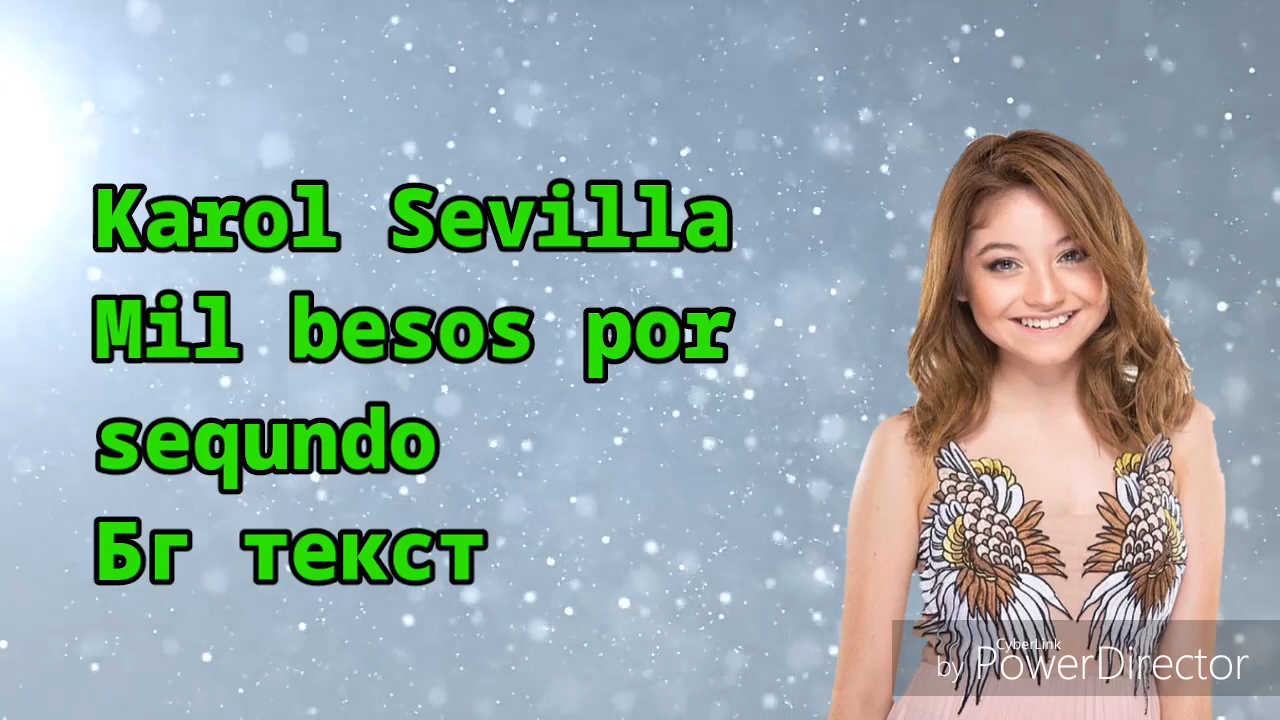 Karol Sevilla
Mil besos por
sequndo
Бг текст
CyberLink
by PowerDirector